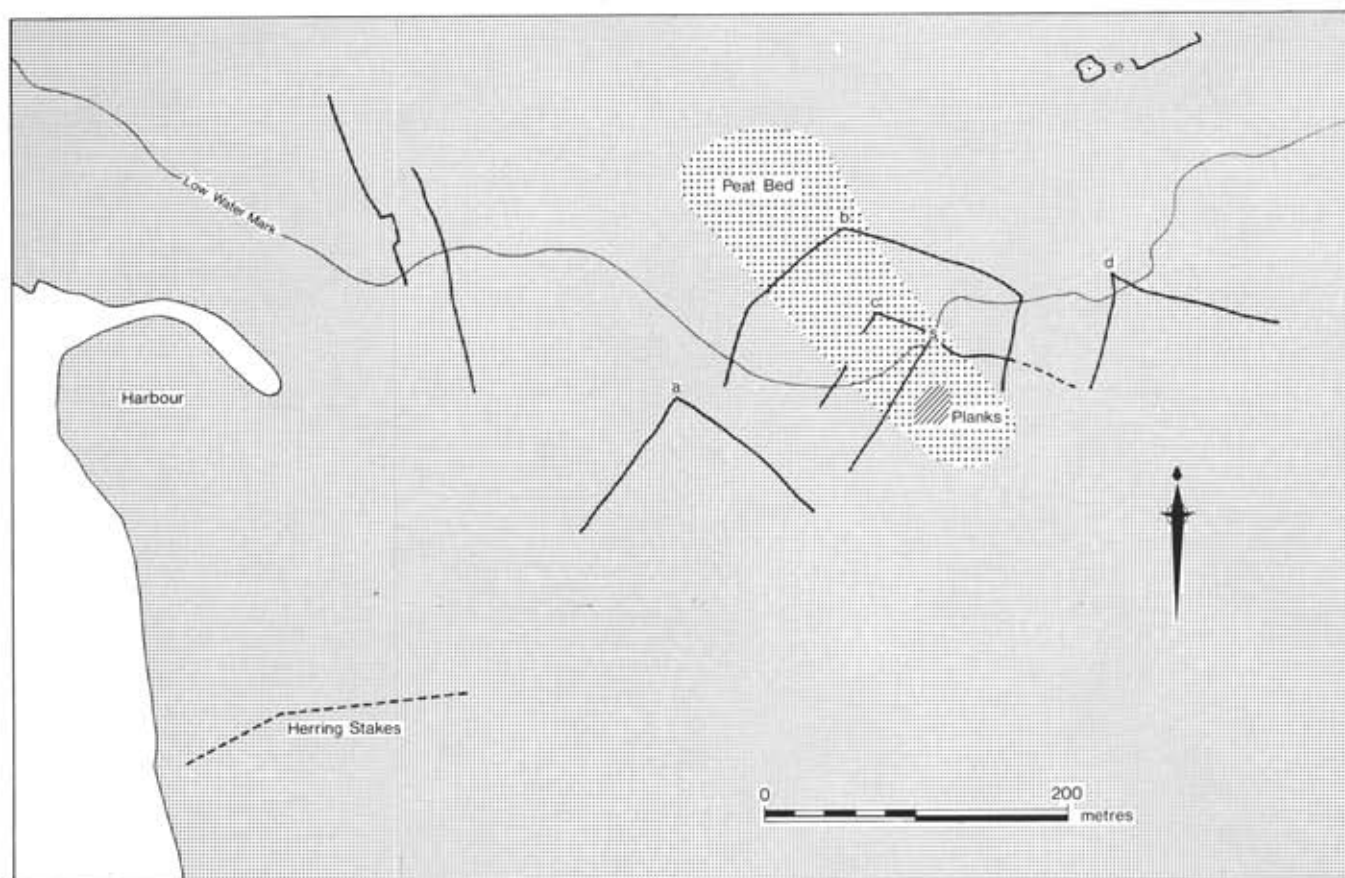 e
Low Water Mark
Peat Bed
b
d
c
a
Harbour
Planks
Herring Stakes
0 200
metres